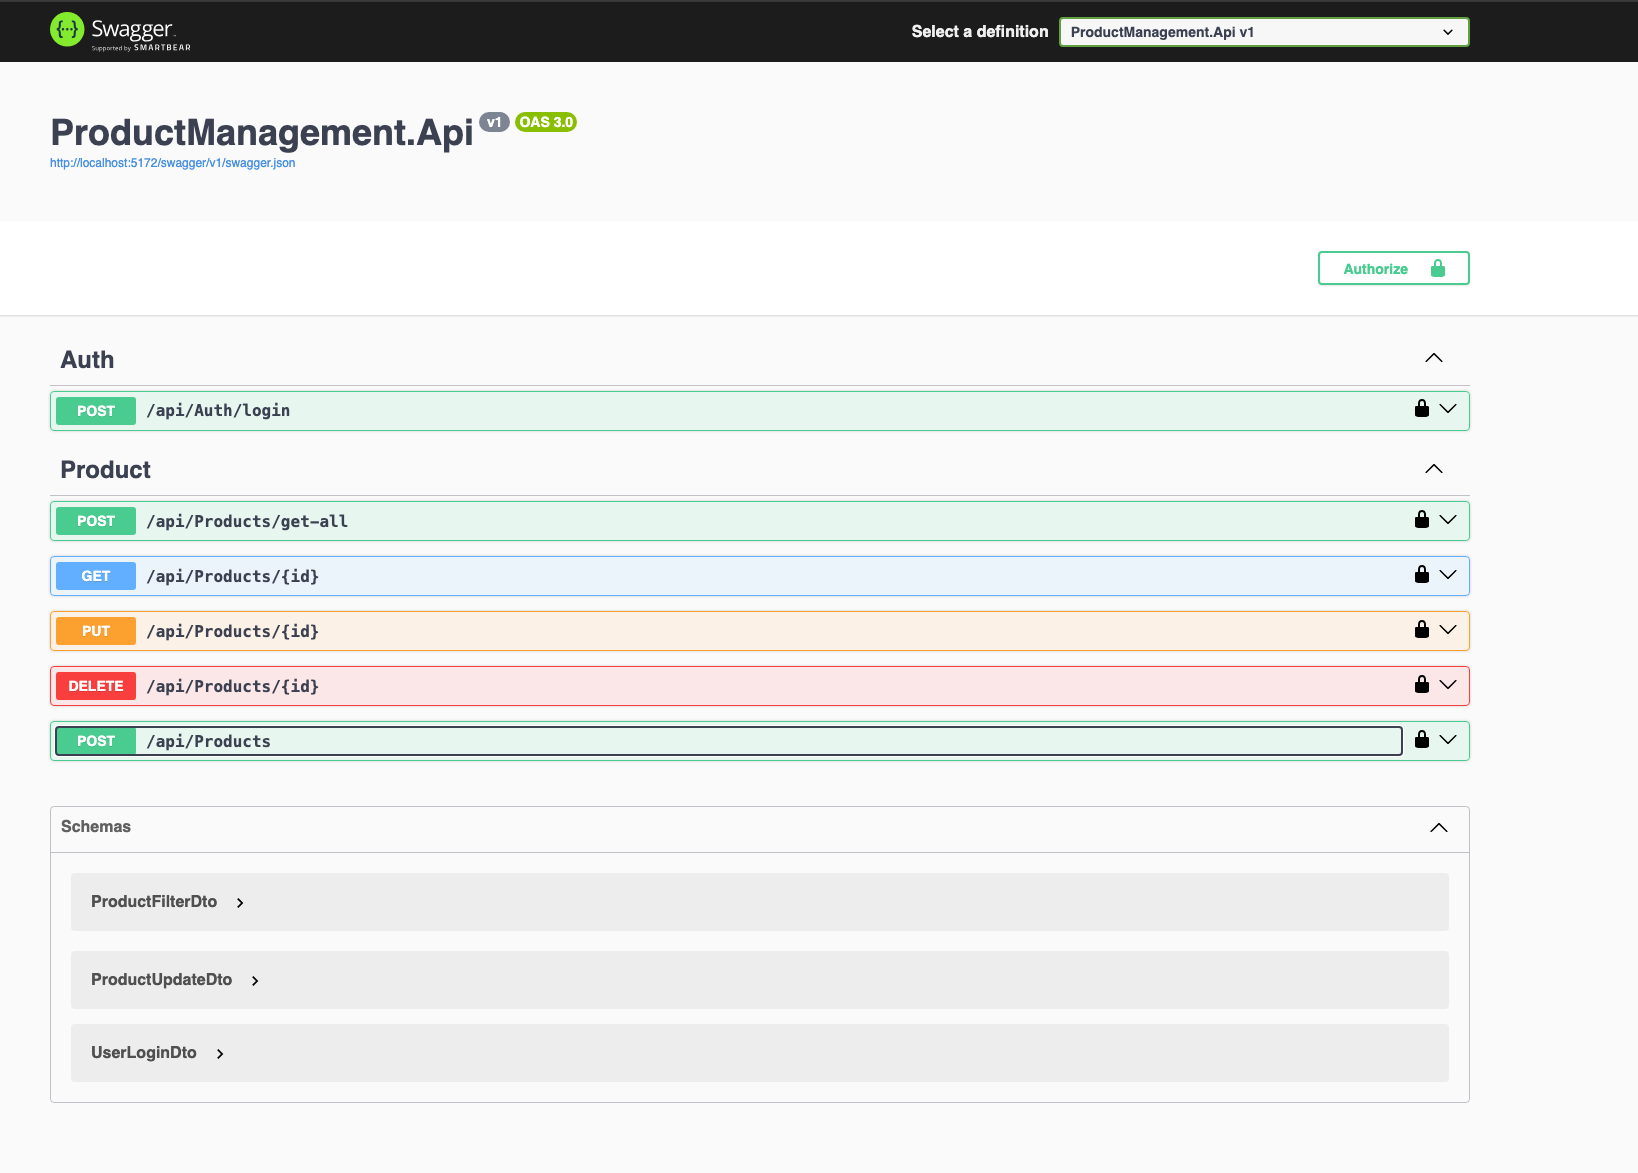 Swagger.
Supported by SMARTBEAR
Select a definition
ProductManagement.Api v1
ProductManagement.Api v1 OAS 3.0
http://localhost:5172/swagger/v1/swagger.json
Authorize
Auth
POST /api/Auth/login
Product
POST /api/Products/get-all
GET /api/Products/{id}
PUT /api/Products/{id}
DELETE /api/Products/{id}
POST /api/Products
Schemas
ProductFilterDto
ProductUpdateDto
UserLoginDto